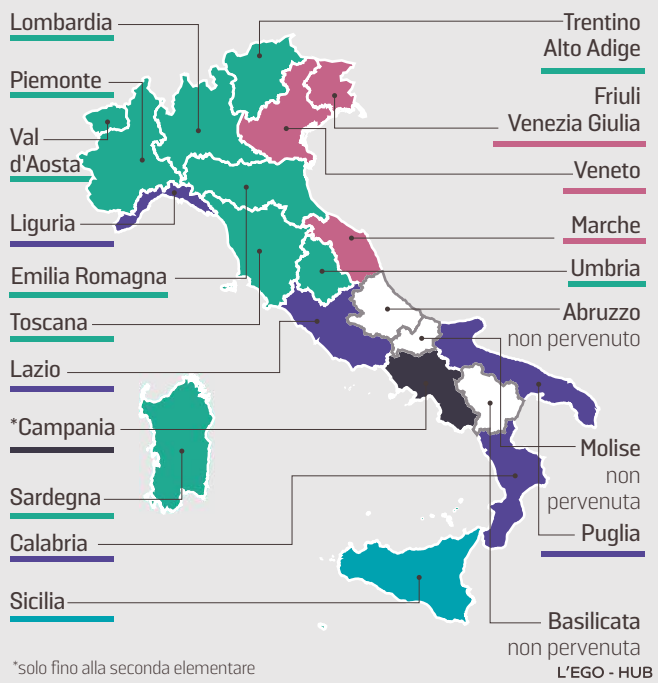 Lombardia
Piemonte
Val
d'Aosta
Liguria
Emilia Romagna
Toscana
Lazio
*Campania
Sardegna
Calabria
Sicilia
*solo fino alla seconda elementare
Trentino
Alto Adige
Friuli
Venezia Giulia
Veneto
Marche
Umbria
Abruzzo
non pervenuto
Molise
non
pervenuta
Puglia
Basilicata
non pervenuta
L'EGO - HUB